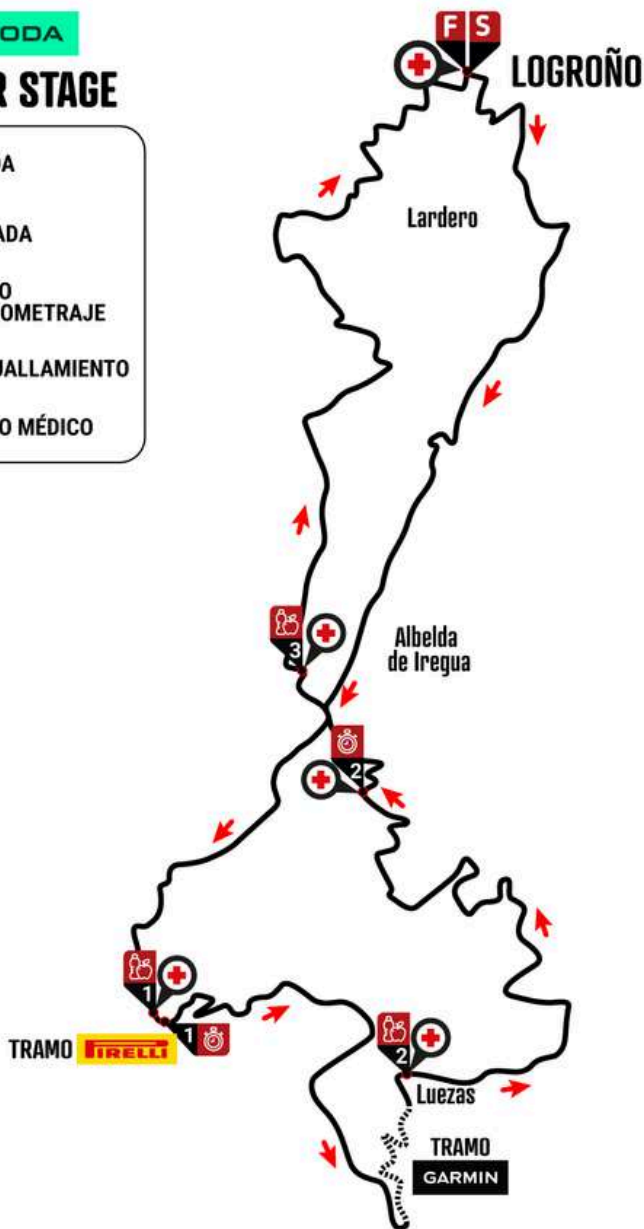 ODA
R STAGE
DA
ADA
O
OMETRAJE
UALLAMIENTO
O MÉDICO
F S
LOGROÑO
Lardero
3
Albelda
de Iregua
2
1
1
TRAMO PIRELLI
2
Luezas
TRAMO
GARMIN